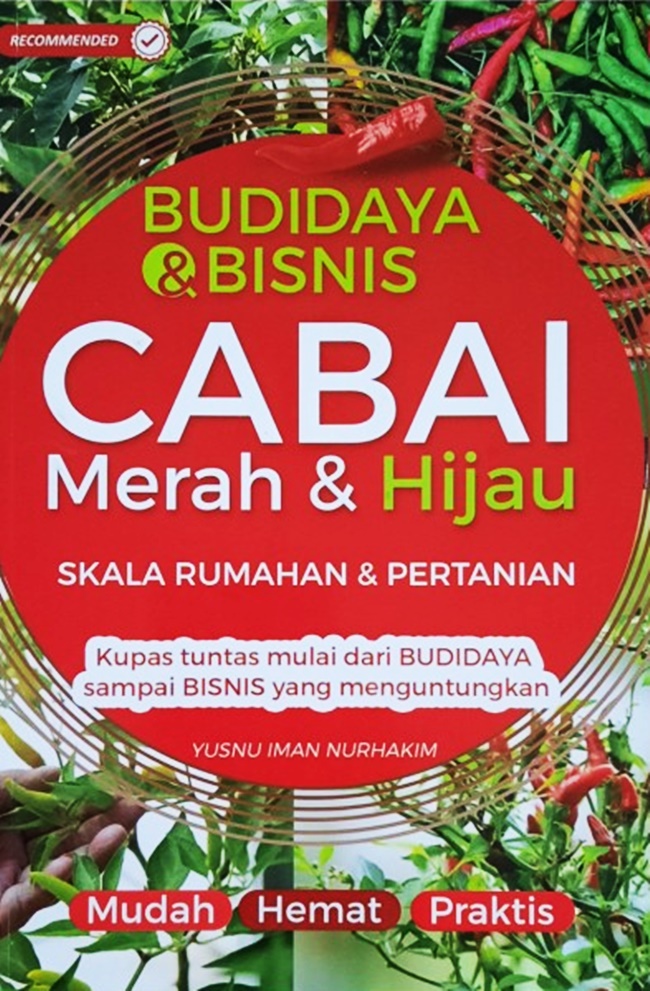 RECOMMENDED
BUDIDAYA
& BISNIS
CABAI
Merah & Hijau
SKALA RUMAHAN & PERTANIAN
Kupas tuntas mulai dari BUDIDAYA
sampai BISNIS yang menguntungkan
YUSNU IMAN NURHAKIM
Mudah Hemat Praktis